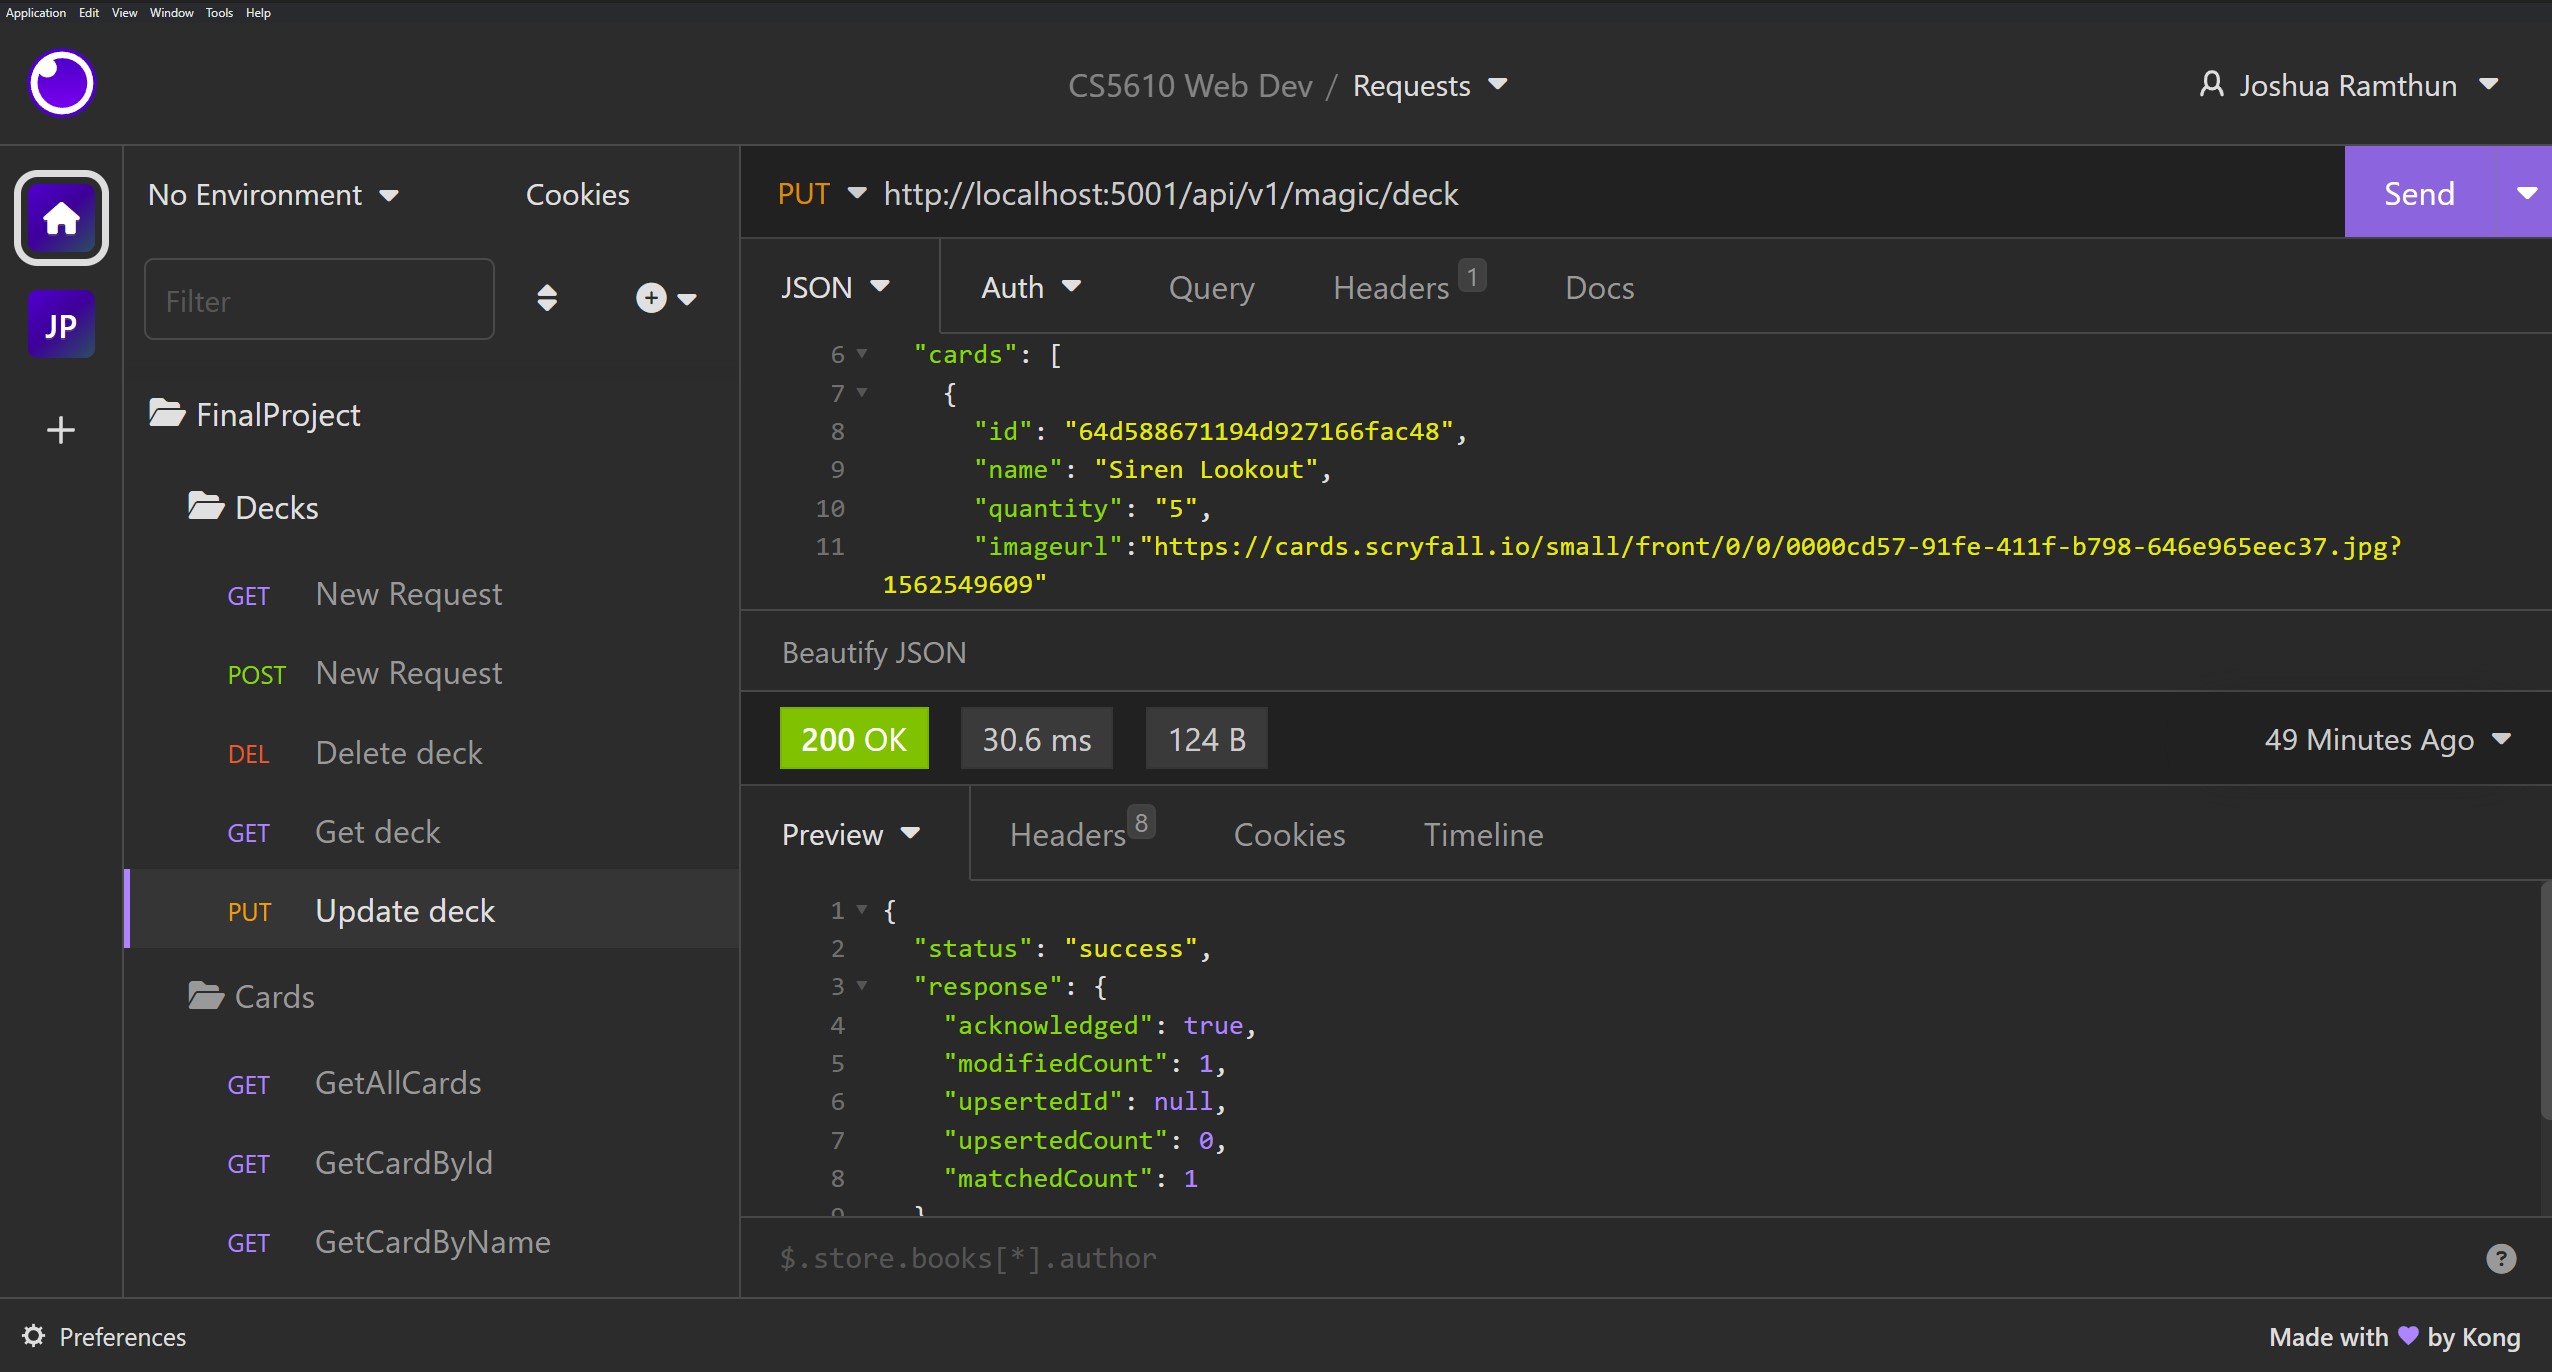 Application Edit View Window Tools Help
CS5610 Web Dev / Requests
Joshua Ramthun
No Environment
Cookies
Filter
JP
FinalProject
Decks
GET New Request
POST New Request
DEL Delete deck
GET Get deck
PUT Update deck
Cards
GET GetAllCards
GET GetCardById
GET GetCardByName
PUT http://localhost:5001/api/v1/magic/deck
Send
JSON Auth Query Headers 1 Docs
6 "cards": [
7 {
8 "id": "64d588671194d927166fac48",
9 "name": "Siren Lookout",
10 "quantity": "5",
11 "imageurl":"https://cards.scryfall.io/small/front/0/0/0000cd57-91fe-411f-b798-646e965eec37.jpg?
1562549609"
Beautify JSON
200 OK 30.6 ms 124 B 49 Minutes Ago
Preview Headers 8 Cookies Timeline
1 {
2 "status": "success",
3 "response": {
4 "acknowledged": true,
5 "modifiedCount": 1,
6 "upsertedId": null,
7 "upsertedCount": 0,
8 "matchedCount": 1
9 }
$.store.books[*].author
?
Preferences
Made with 💜 by Kong